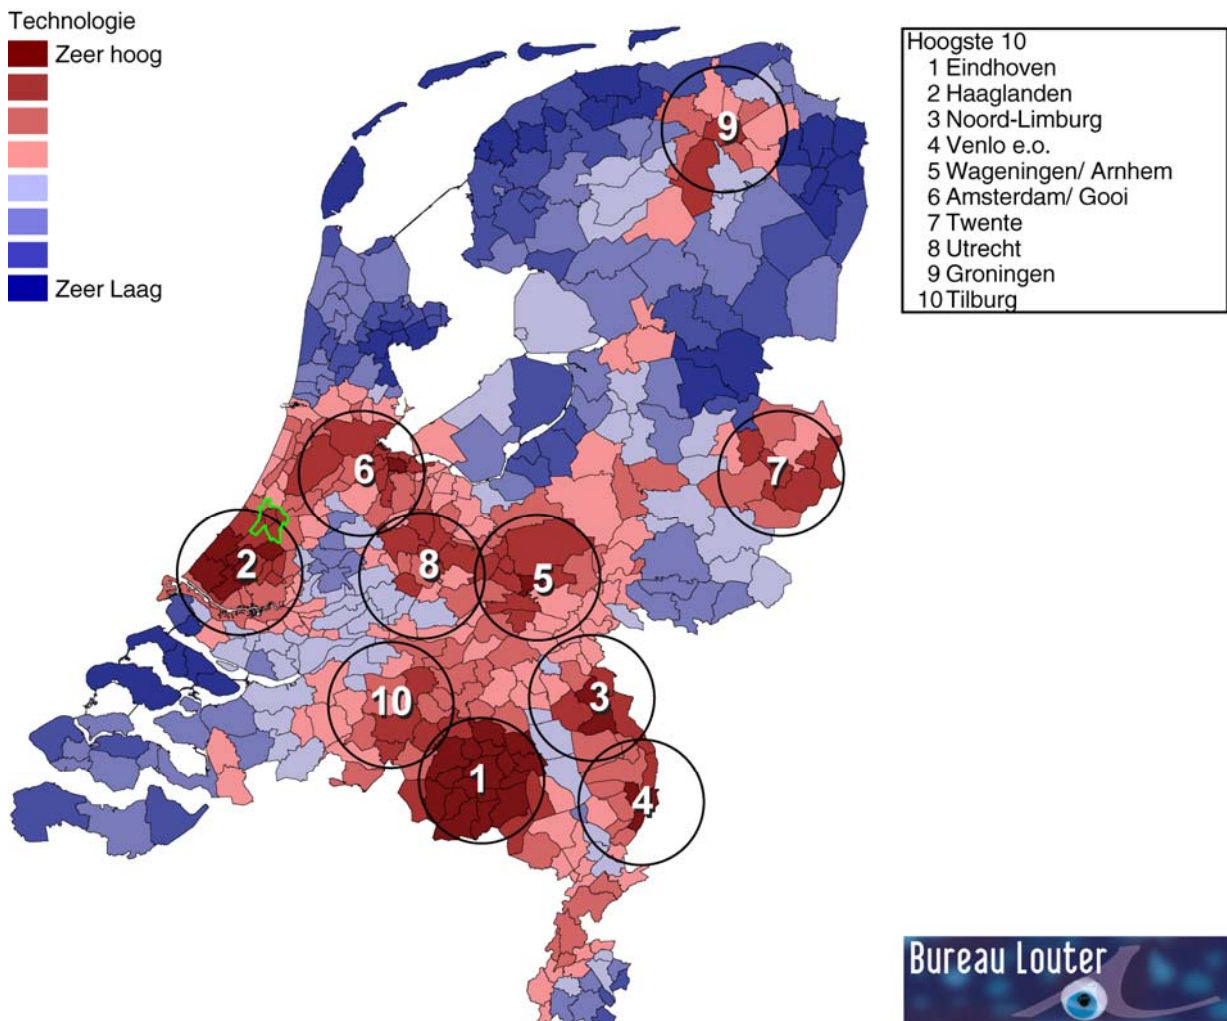 Technologie
Zeer hoog
Zeer Laag
Hoogste 10
1 Eindhoven
2 Haaglanden
3 Noord-Limburg
4 Venlo e.o.
5 Wageningen/ Arnhem
6 Amsterdam/ Gooi
7 Twente
8 Utrecht
9 Groningen
10 Tilburg
9
6
7
2
8
5
3
10
1
4
Bureau Louter